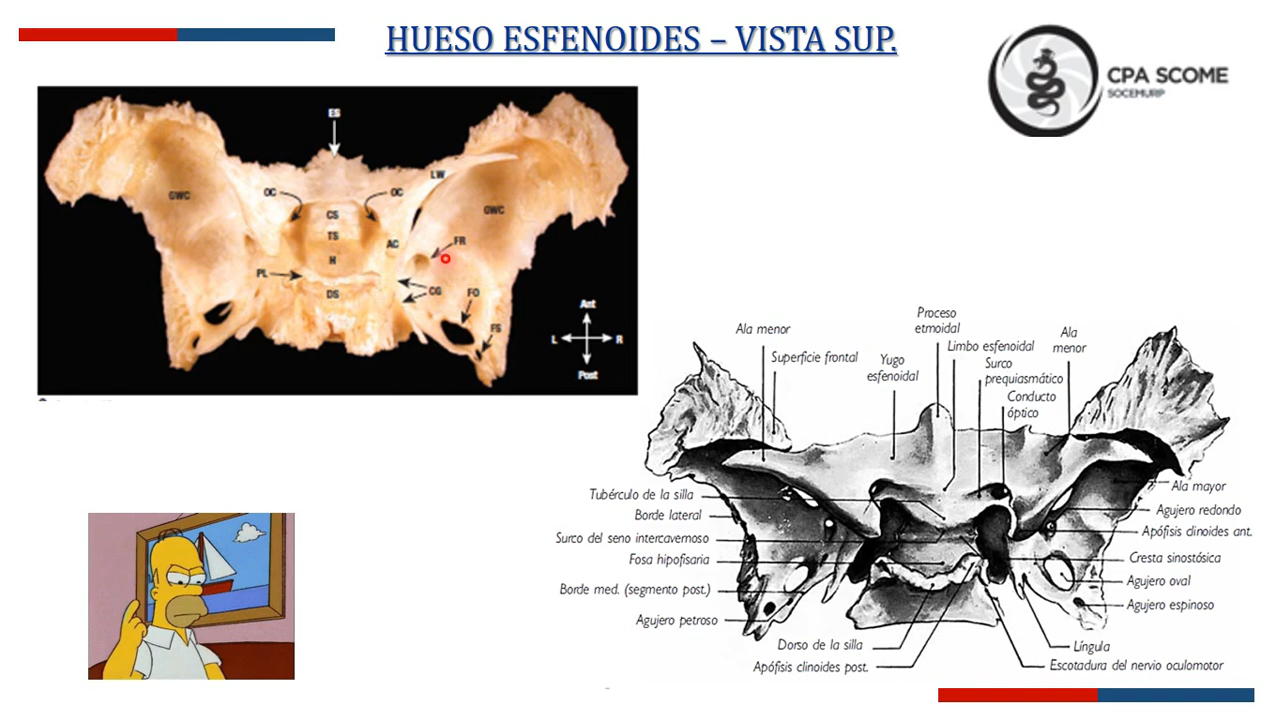 HUESO ESFENOIDES – VISTA SUP.
CPA SCOME
SOCEMURP
ES
LW
GWC
OC
OC
GWC
CS
TS
AC
FR
H
PL
CG
FO
DS
FS
Ant
L
R
Post
Proceso
etmoidal
Ala menor
Limbo esfenoidal
Ala
menor
Superficie frontal
Yugo
esfenoidal
Surco
prequiasmático
Conducto
óptico
Tubérculo de la silla
Ala mayor
Borde lateral
Agujero redondo
Surco del seno intercavernoso
Apófisis clinoides ant.
Fosa hipofisaria
Cresta sinostósica
Borde med. (segmento post.)
Agujero oval
Agujero espinoso
Agujero petroso
Dorso de la silla
Língula
Apófisis clinoides post.
Escotadura del nervio oculomotor